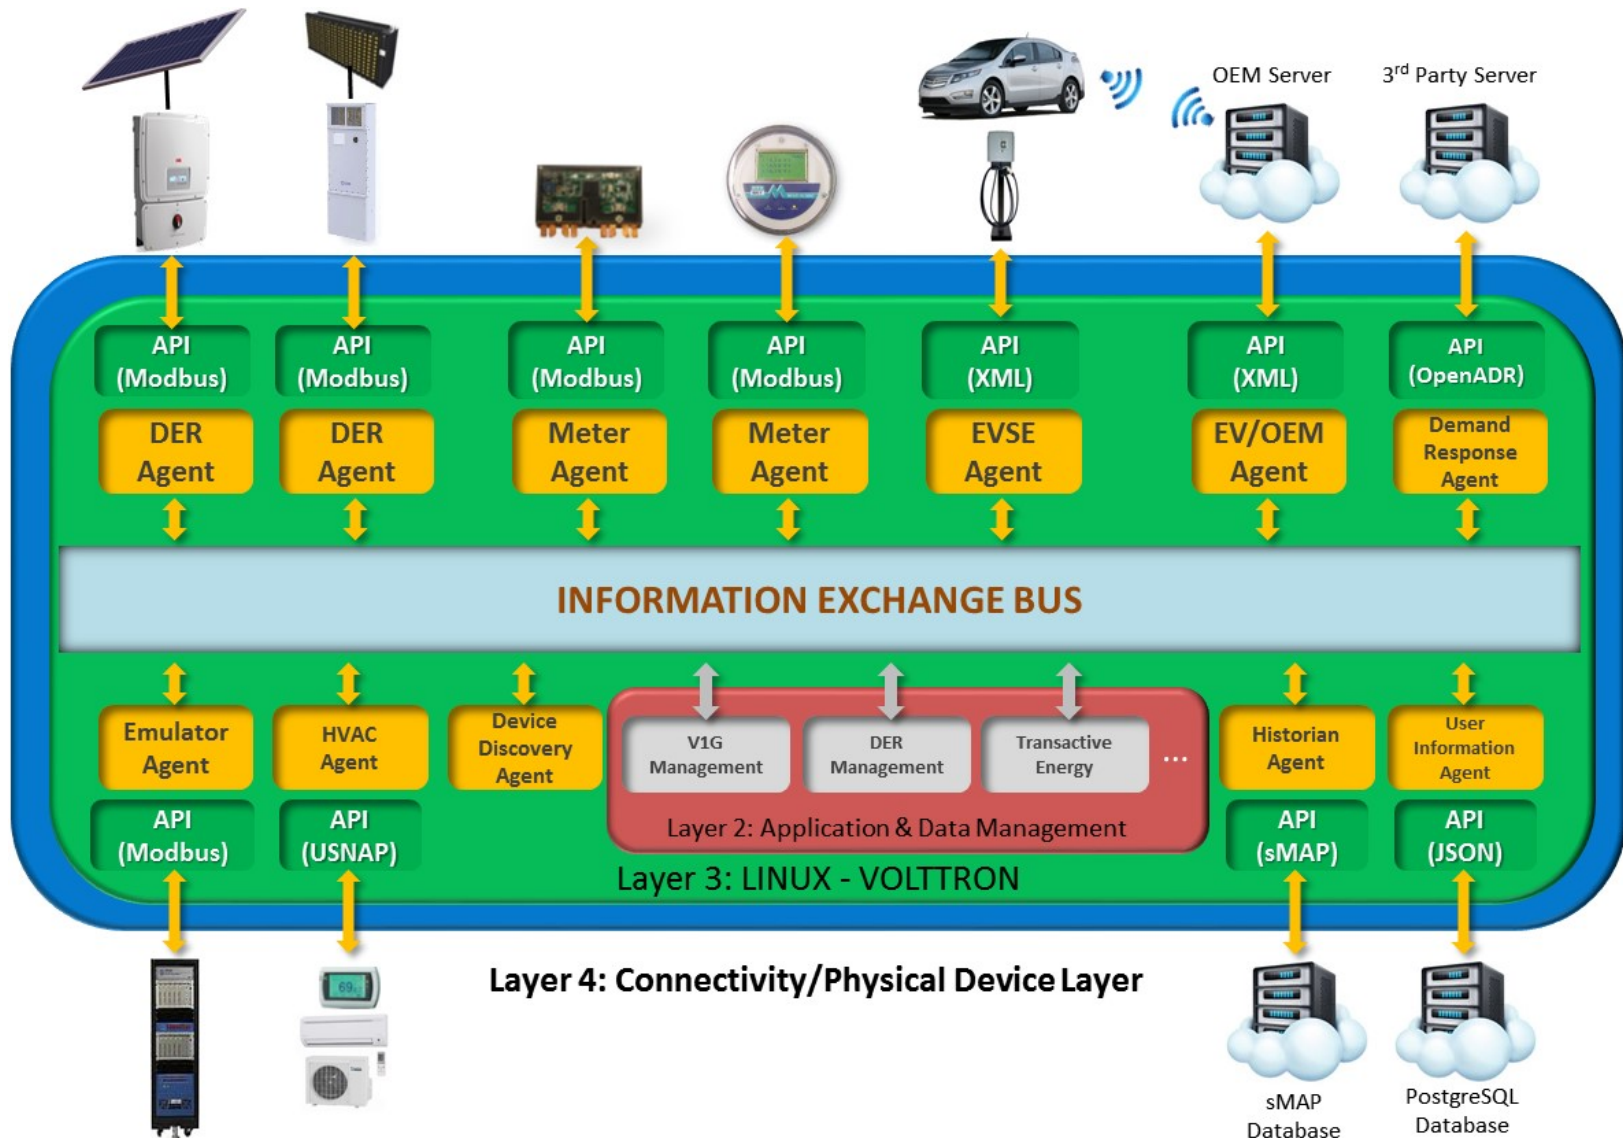 OEM Server
3rd Party Server
API
(Modbus)
API
(Modbus)
API
(Modbus)
API
(Modbus)
API
(XML)
API
(XML)
API
(OpenADR)
DER
Agent
DER
Agent
Meter
Agent
Meter
Agent
EVSE
Agent
EV/OEM
Agent
Demand
Response
Agent
INFORMATION EXCHANGE BUS
Emulator
Agent
HVAC
Agent
Device
Discovery
Agent
V1G
Management
DER
Management
Transactive
Energy
...
Historian
Agent
User
Information
Agent
Layer 2: Application & Data Management
API
(Modbus)
API
(USNAP)
API
(sMAP)
API
(JSON)
Layer 3: LINUX - VOLTTRON
Layer 4: Connectivity/Physical Device Layer
69
sMAP
Database
PostgreSQL
Database